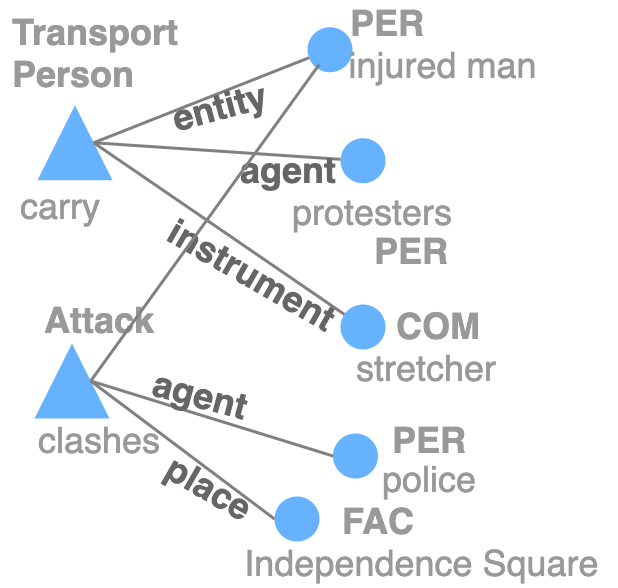 Transport
Person
PER
injured man
entity
agent
carry
protesters
PER
instrument
Attack
COM
stretcher
agent
clashes
PER
police
place
FAC
Independence Square